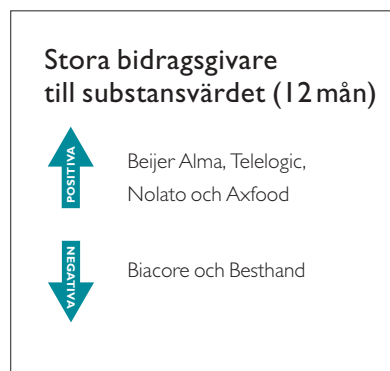 Stora bidragsgivare
till substansvärdet (12 mån)
POSITIVA
Beijer Alma, Telelogic,
Nolato och Axfood
NEGATIVA
Biacore och Besthand